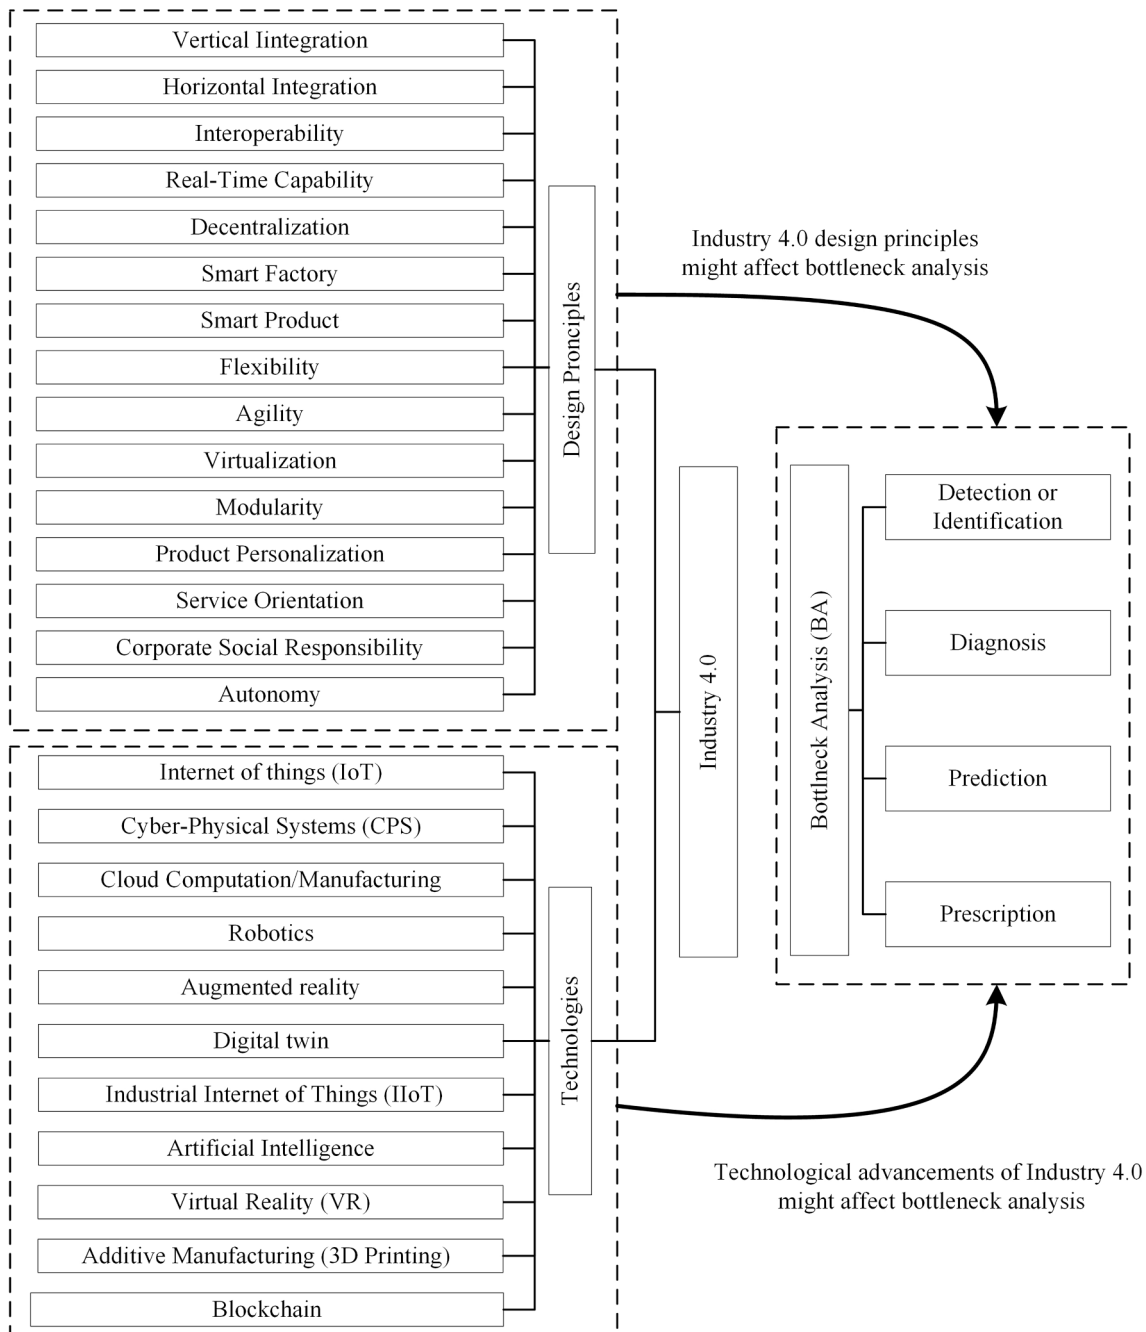 Vertical Iintegration
Horizontal Integration
Interoperability
Real-Time Capability
Decentralization
Smart Factory
Smart Product
Flexibility
Agility
Virtualization
Modularity
Product Personalization
Service Orientation
Corporate Social Responsibility
Autonomy
Design Pronciples
Internet of things (IoT)
Cyber-Physical Systems (CPS)
Cloud Computation/Manufacturing
Robotics
Augmented reality
Digital twin
Industrial Internet of Things (IIoT)
Artificial Intelligence
Virtual Reality (VR)
Additive Manufacturing (3D Printing)
Blockchain
Technologies
Industry 4.0
Industry 4.0 design principles
might affect bottleneck analysis
Bottlneck Analysis (BA)
Detection or
Identification
Diagnosis
Prediction
Prescription
Technological advancements of Industry 4.0
might affect bottleneck analysis